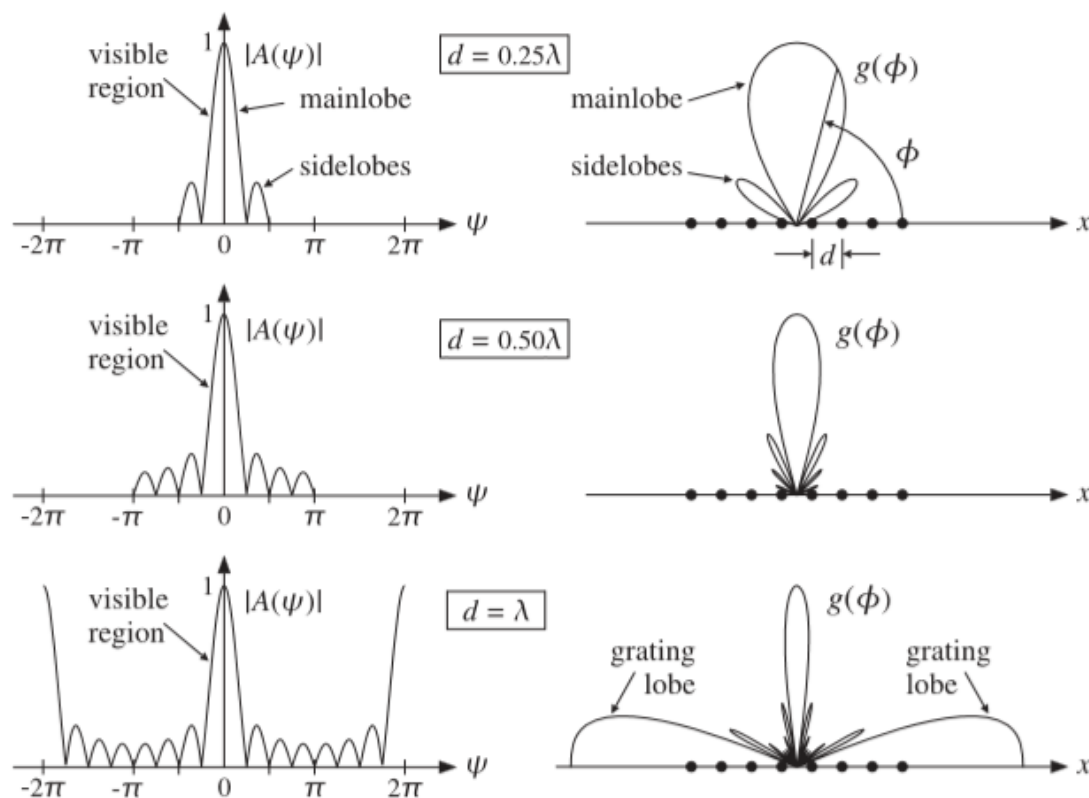 visible
region
1
|A(ψ)|
mainlobe
sidelobes
-2π
-π
0
π
2π
ψ
d = 0.25λ
mainlobe
sidelobes
g(ϕ)
ϕ
d
x
visible
region
1
|A(ψ)|
-2π
-π
0
π
2π
ψ
d = 0.50λ
g(ϕ)
x
visible
region
1
|A(ψ)|
-2π
-π
0
π
2π
ψ
d = λ
g(ϕ)
grating
lobe
grating
lobe
x